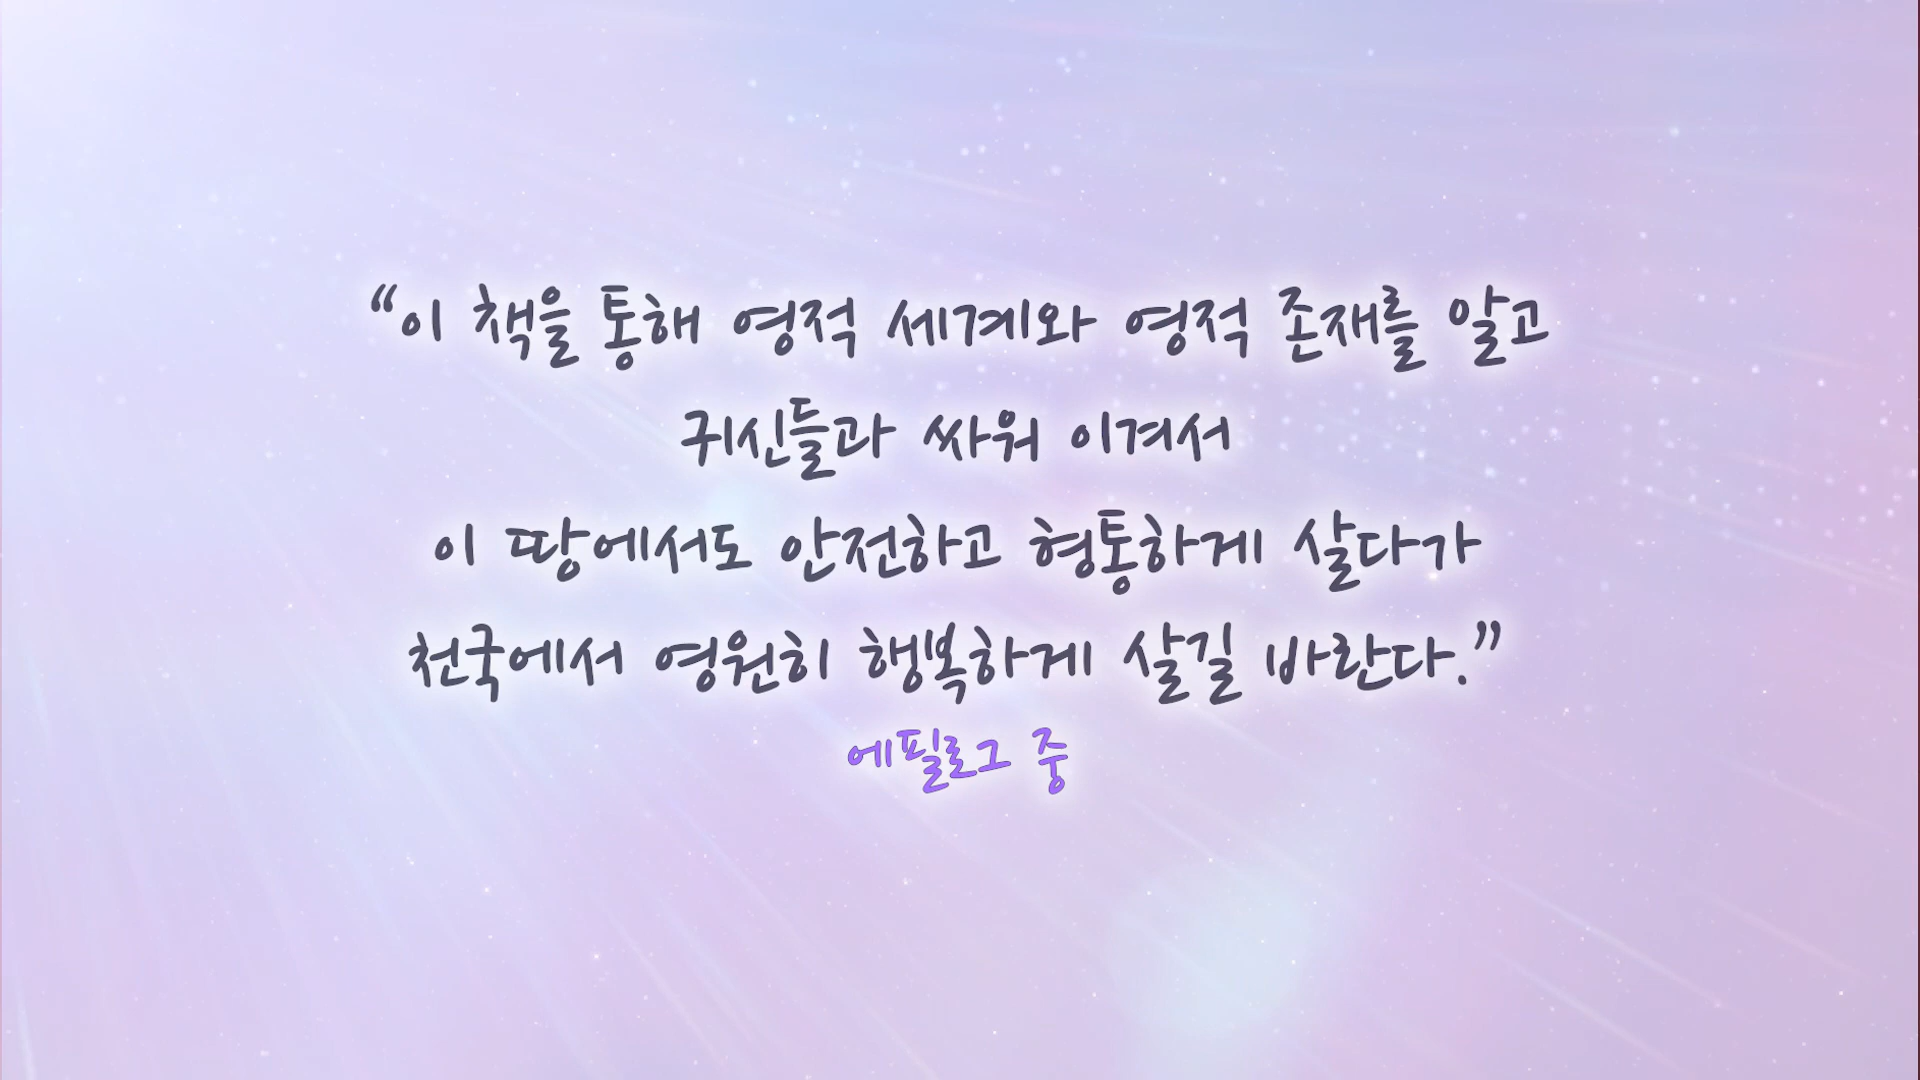 “이 책을 통해 영적 세계와 영적 존재를 알고
귀신들과 싸워 이겨서
이 땅에서도 안전하고 형통하게 살다가
천국에서 영원히 행복하게 살길 바란다.”
에필로그 중